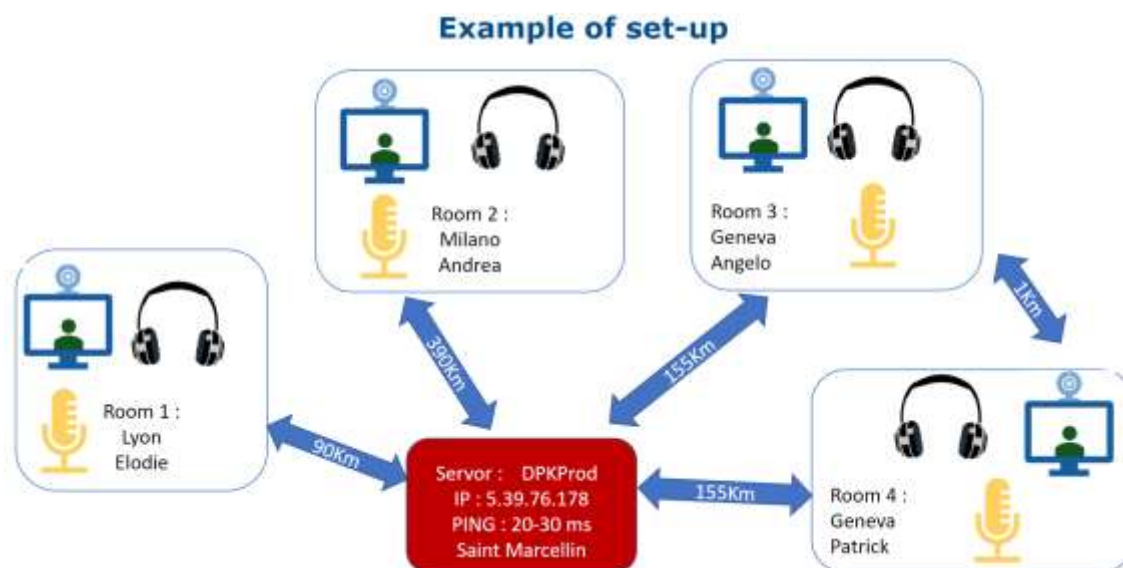 Example of set-up
Room 2 :
Milano
Andrea
Room 3 :
Geneva
Angelo
Room 1 :
Lyon
Elodie
390Km
155Km
1Km
90Km
Servor : DPKProd
IP : 5.39.76.178
PING : 20-30 ms
Saint Marcellin
155Km
Room 4 :
Geneva
Patrick